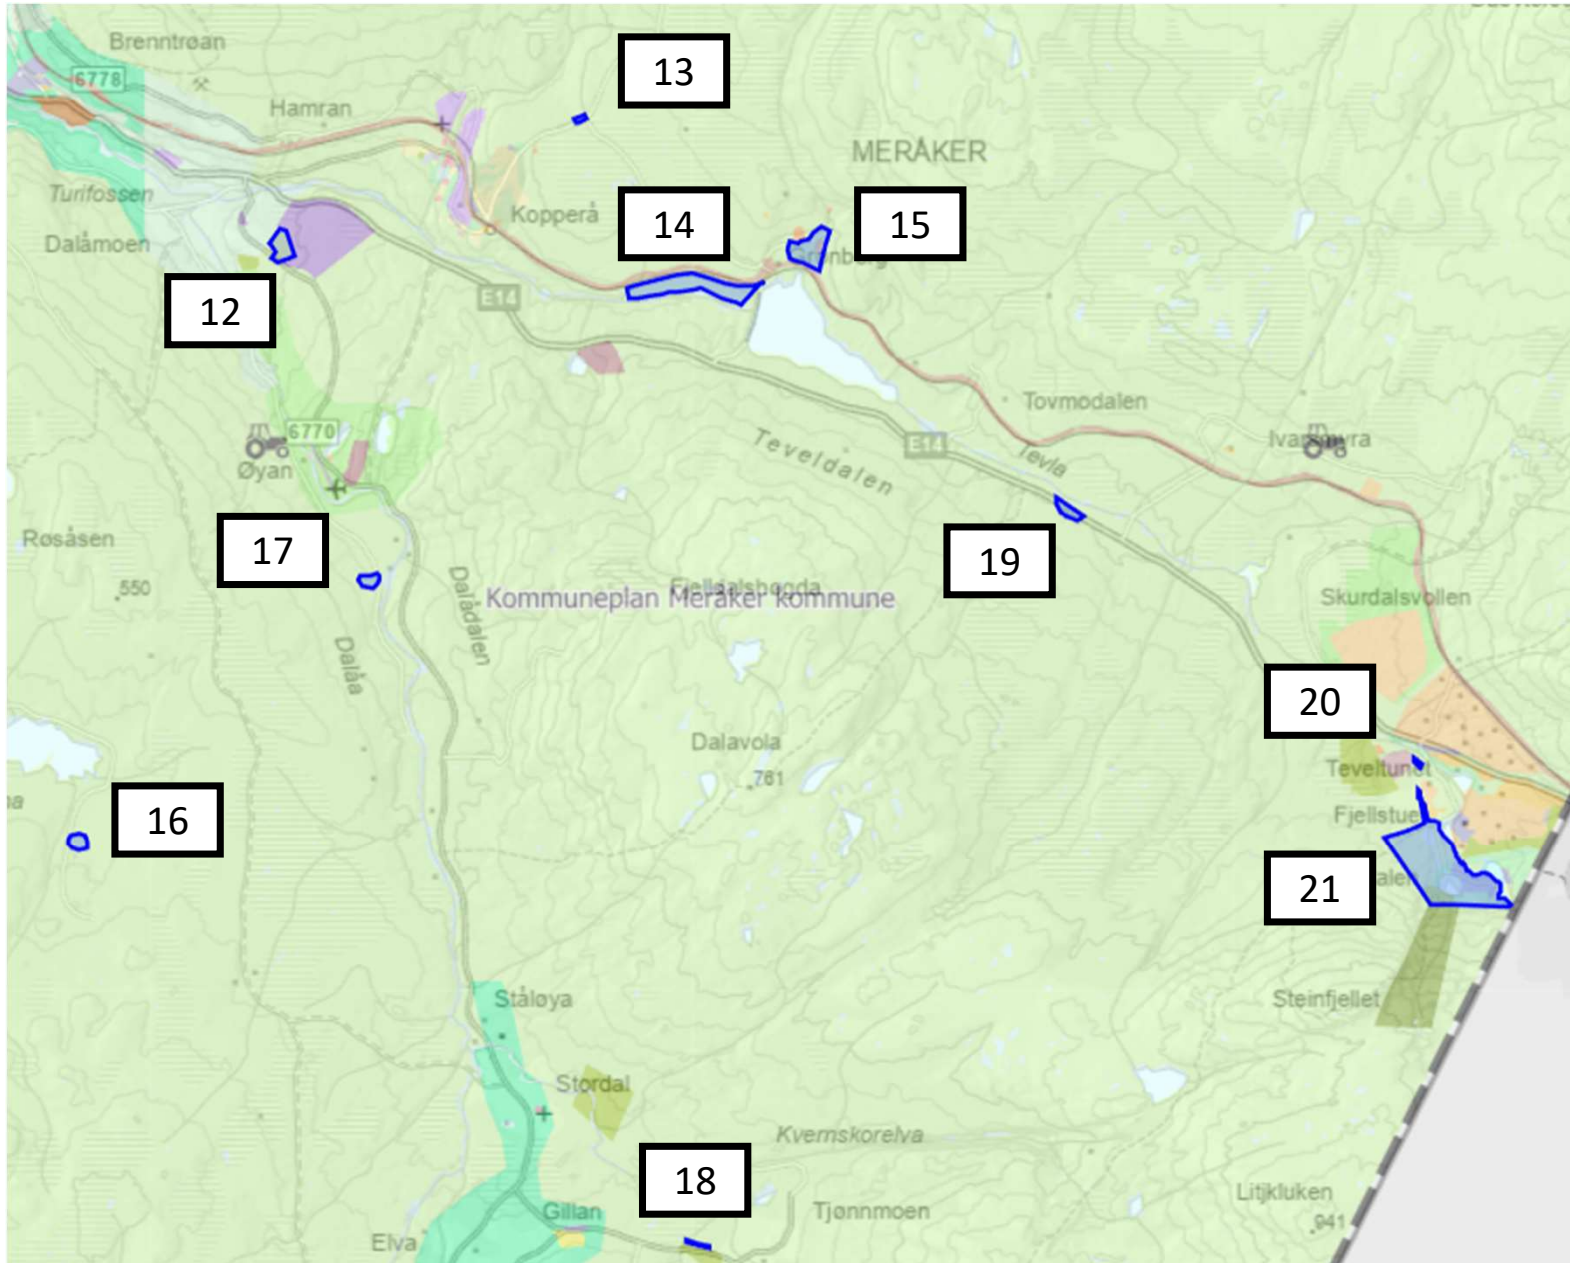 Brenntrøan
13
6778
Hamran
MERÅKER
Turifossen
Kopperå
14
15
Dalåmoen
12
E14
Tovmodalen
6770
Teveldalen
E14
Tevla
Øyan
Røsåsen
17
19
550
Dalådalen
Kommuneplan Meråker kommune
Skurdalsvollen
Dalåa
20
Dalavola
761
Teveltunet
16
Fjellstue
21
Ståløya
Steinfjellet
Stordal
Kvernskorelva
18
Litjkluken
Gillan
Tjønnmoen
941
Elva